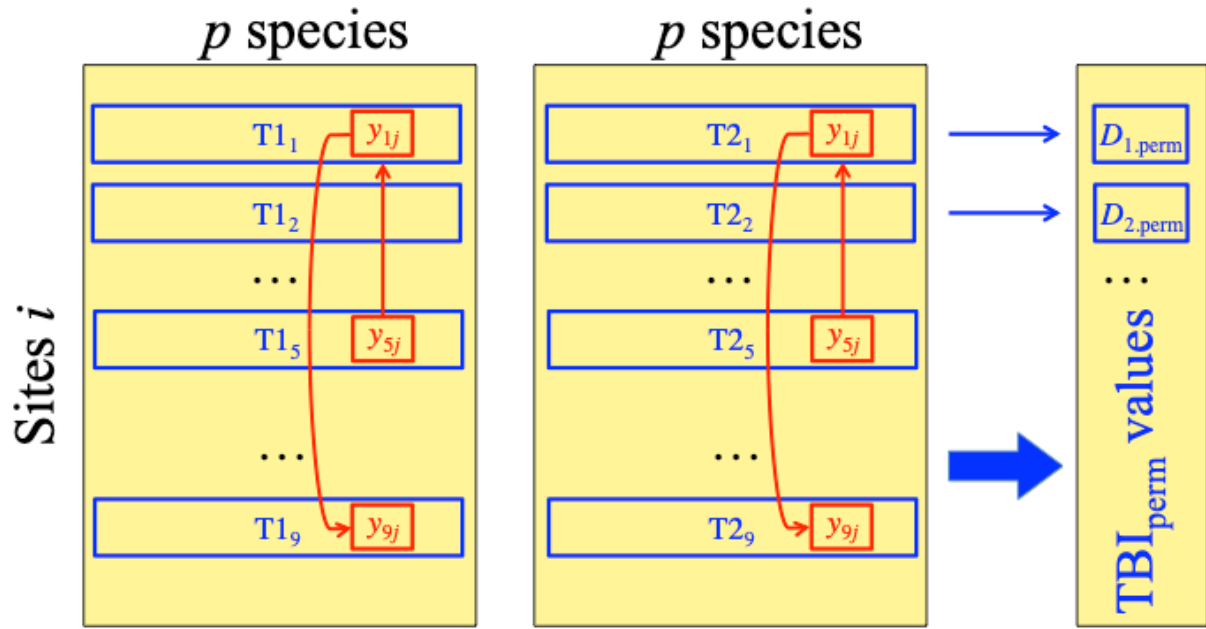 p species p species
T1₁ y₁ⱼ T2₁ y₁ⱼ D₁.perm
T1₂ T2₂ D₂.perm
... ... ...
T1₅ y₅ⱼ T2₅ y₅ⱼ
... ...
T1₉ y₉ⱼ T2₉ y₉ⱼ
Sites i
TBIperm values